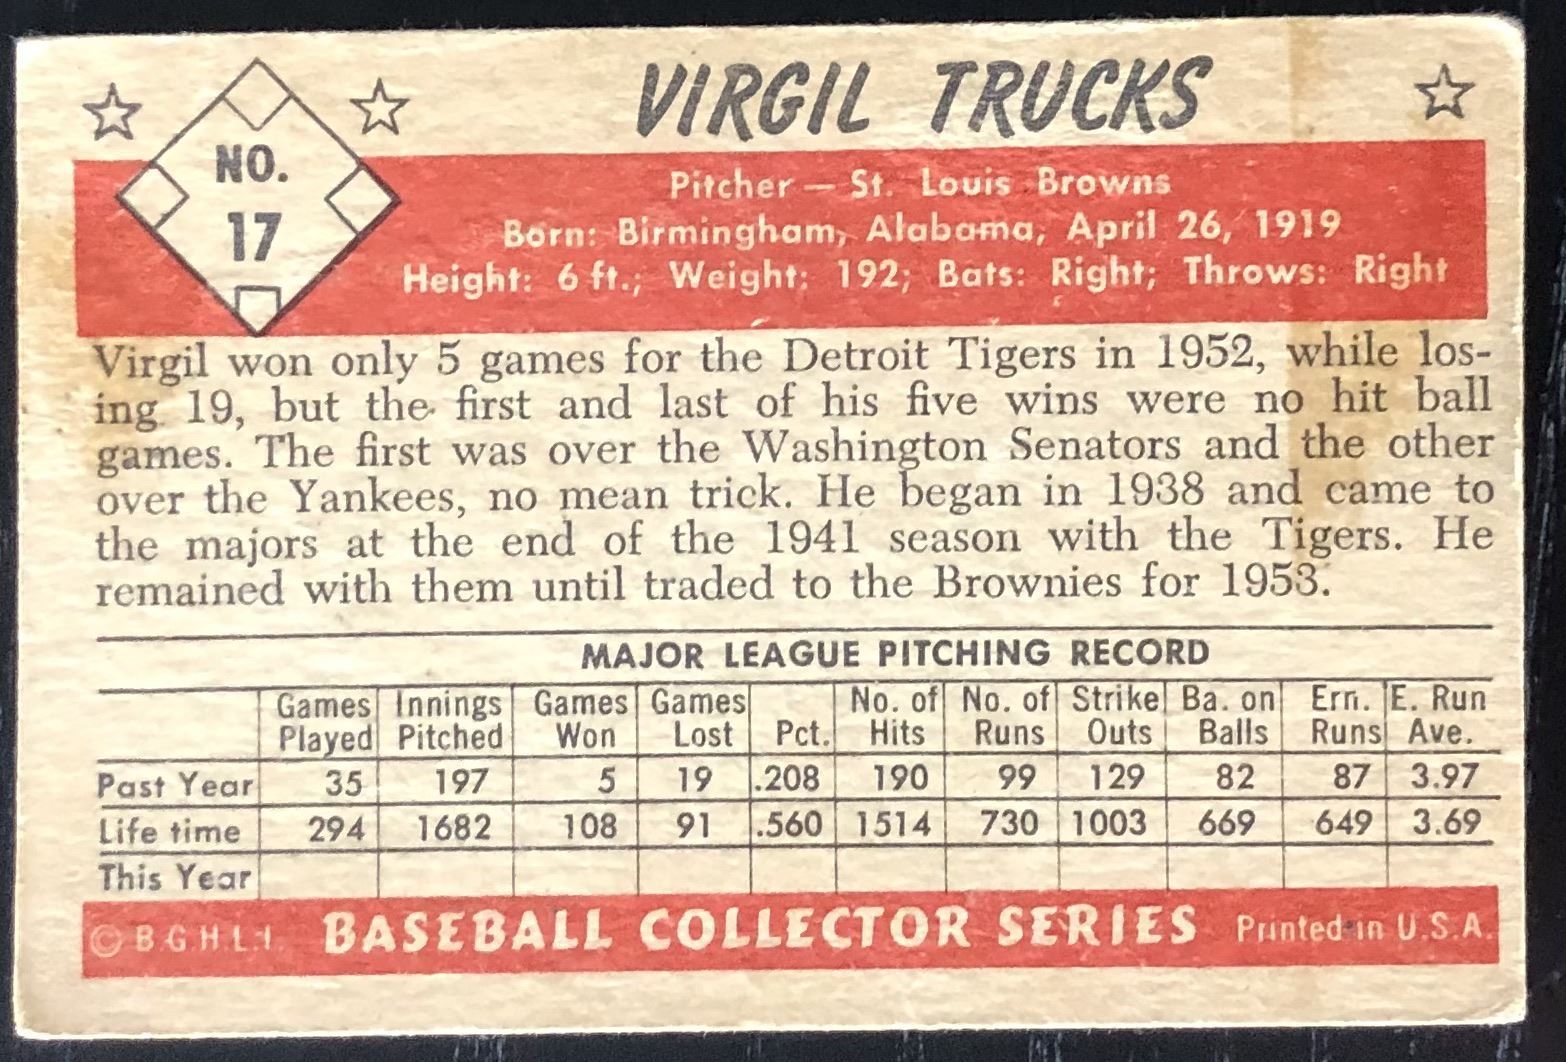 VIRGIL TRUCKS
NO.
17
Pitcher — St. Louis Browns
Born: Birmingham, Alabama, April 26, 1919
Height: 6 ft.; Weight: 192; Bats: Right; Throws: Right
Virgil won only 5 games for the Detroit Tigers in 1952, while los-
ing 19, but the first and last of his five wins were no hit ball
games. The first was over the Washington Senators and the other
over the Yankees, no mean trick. He began in 1938 and came to
the majors at the end of the 1941 season with the Tigers. He
remained with them until traded to the Brownies for 1953.
MAJOR LEAGUE PITCHING RECORD
Games Innings Games Games No. of No. of Strike Ba. on Ern. E. Run
Played Pitched Won Lost Pct. Hits Runs Outs Balls Runs Ave.
Past Year 35 197 5 19 .208 190 99 129 82 87 3.97
Life time 294 1682 108 91 .560 1514 730 1003 669 649 3.69
This Year
© B.G.H.L.I. BASEBALL COLLECTOR SERIES Printed in U.S.A.